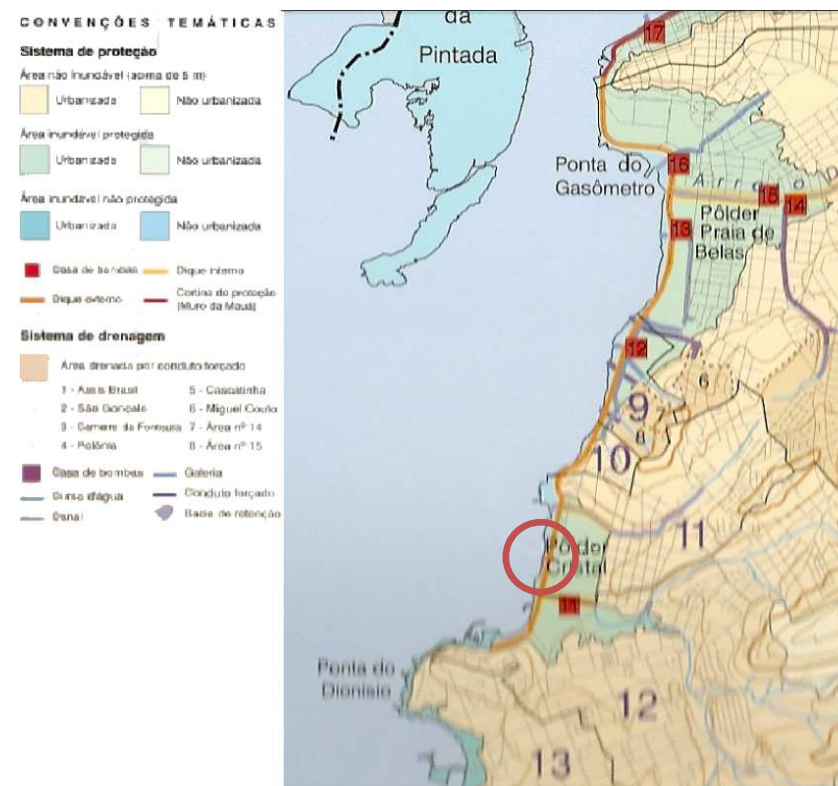 CONVENÇÕES TEMÁTICAS
Sistema de proteção
Área não inundável (acima de 5 m)
Urbanizada
Não urbanizada
Área inundável protegida
Urbanizada
Não urbanizada
Área inundável não protegida
Urbanizada
Não urbanizada
Casa de bombas
Dique interno
Dique externo
Cortina de proteção
(Muro da Mauá)
Sistema de drenagem
Área drenada por conduto forçado
1 - Assis Brasil
5 - Cascatinha
2 - São Gonçalo
6 - Miguel Couto
3 - Carneiro da Fontoura
7 - Área nº 14
4 - Polônia
8 - Área nº 15
Casa de bombas
Galeria
Curso d'água
Conduto forçado
Canal
Bacia de retenção
da
Pintada
17
Ponta do
Gasômetro
16
Arroio
15
14
Pôlder
Praia de
Belas
13
12
6
9
7
8
10
11
Pôlder
Cristal
11
Ponta do
Dionísio
12
13